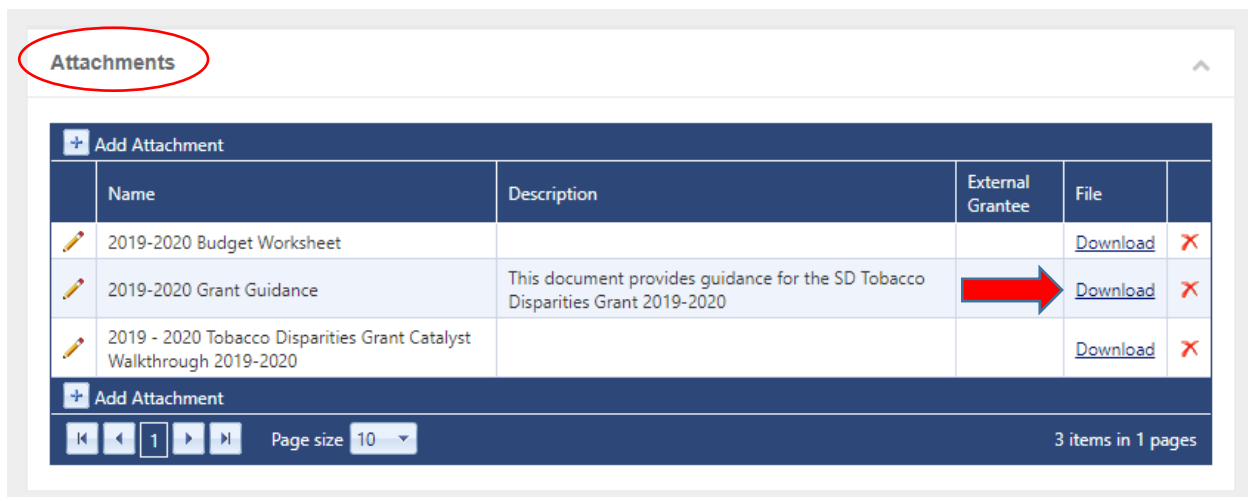 Attachments
Add Attachment
Name Description External Grantee File
2019-2020 Budget Worksheet Download
2019-2020 Grant Guidance This document provides guidance for the SD Tobacco Disparities Grant 2019-2020 Download
2019 - 2020 Tobacco Disparities Grant Catalyst Walkthrough 2019-2020 Download
Add Attachment
1 Page size 10 3 items in 1 pages